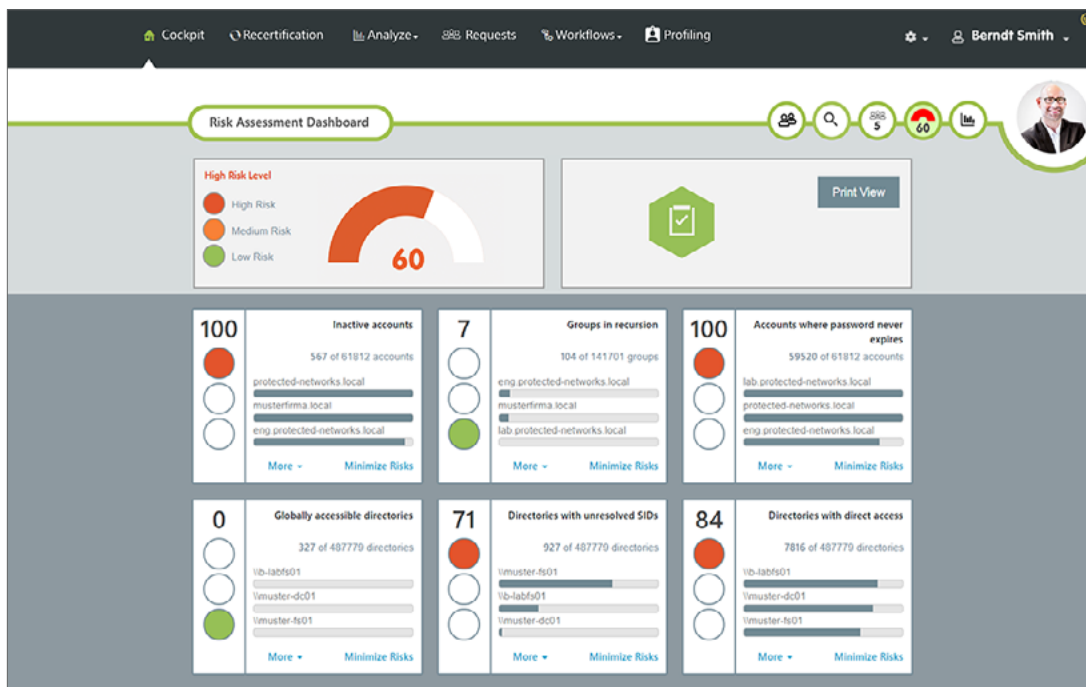 Cockpit Recertification Analyze Requests Workflows Profiling Berndt Smith
Risk Assessment Dashboard
5
60
High Risk Level
High Risk
Medium Risk
Low Risk
60
Print View
100
Inactive accounts
567 of 61812 accounts
protected-networks.local
musterfirma.local
eng.protected-networks.local
More Minimize Risks
7
Groups in recursion
104 of 141701 groups
eng.protected-networks.local
musterfirma.local
lab.protected-networks.local
More Minimize Risks
100
Accounts where password never
expires
59520 of 61812 accounts
lab.protected-networks.local
protected-networks.local
eng.protected-networks.local
More Minimize Risks
0
Globally accessible directories
327 of 487779 directories
\\b-labfs01
\\muster-dc01
\\muster-fs01
More Minimize Risks
71
Directories with unresolved SIDs
927 of 487779 directories
\\muster-fs01
\\b-labfs01
\\muster-dc01
More Minimize Risks
84
Directories with direct access
7816 of 487779 directories
\\b-labfs01
\\muster-dc01
\\muster-fs01
More Minimize Risks